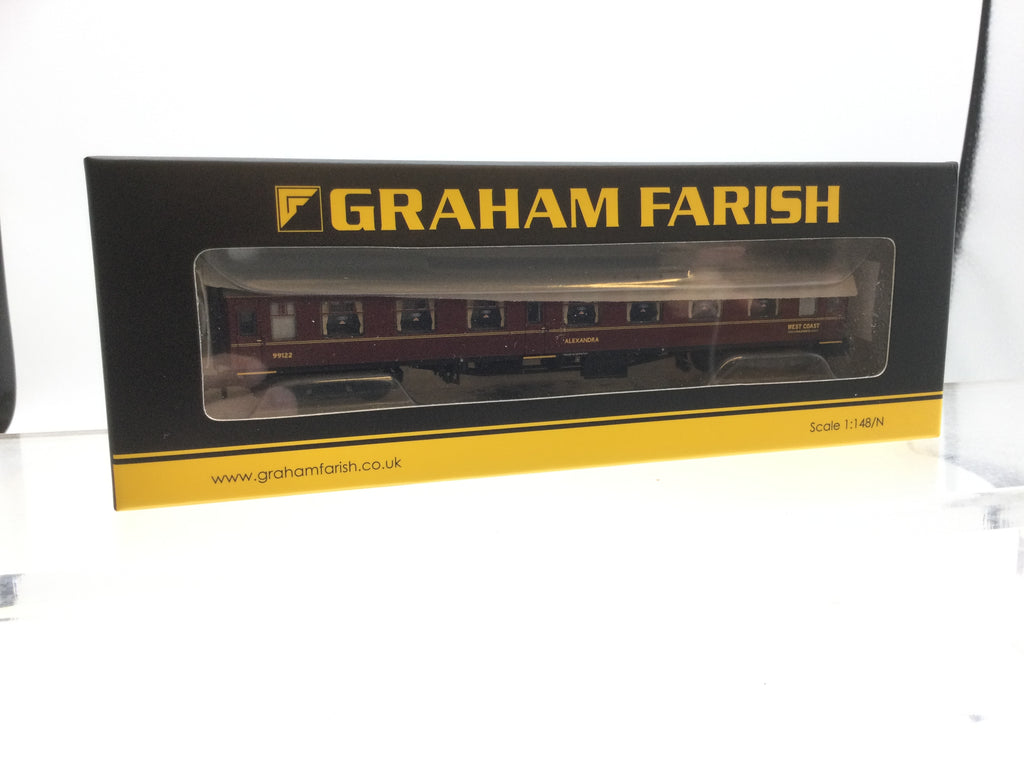 GRAHAM FARISH
99122
ALEXANDRA
WEST COAST
www.grahamfarish.co.uk
Scale 1:148/N